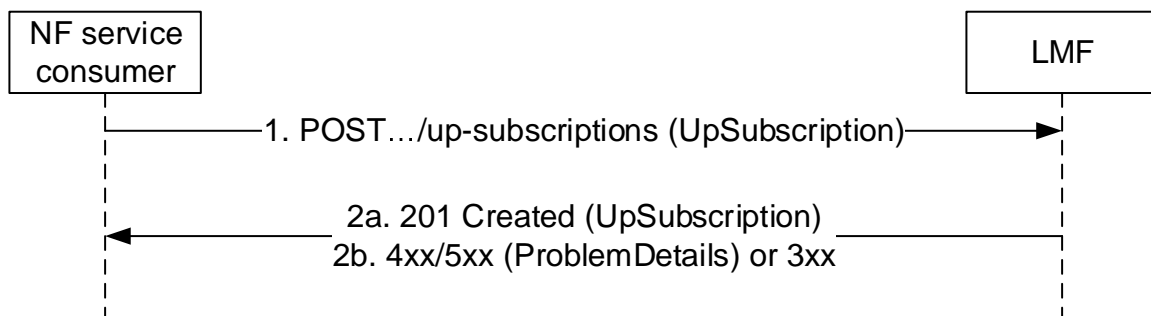 NF service
consumer
LMF
1. POST…/up-subscriptions (UpSubscription)
2a. 201 Created (UpSubscription)
2b. 4xx/5xx (ProblemDetails) or 3xx